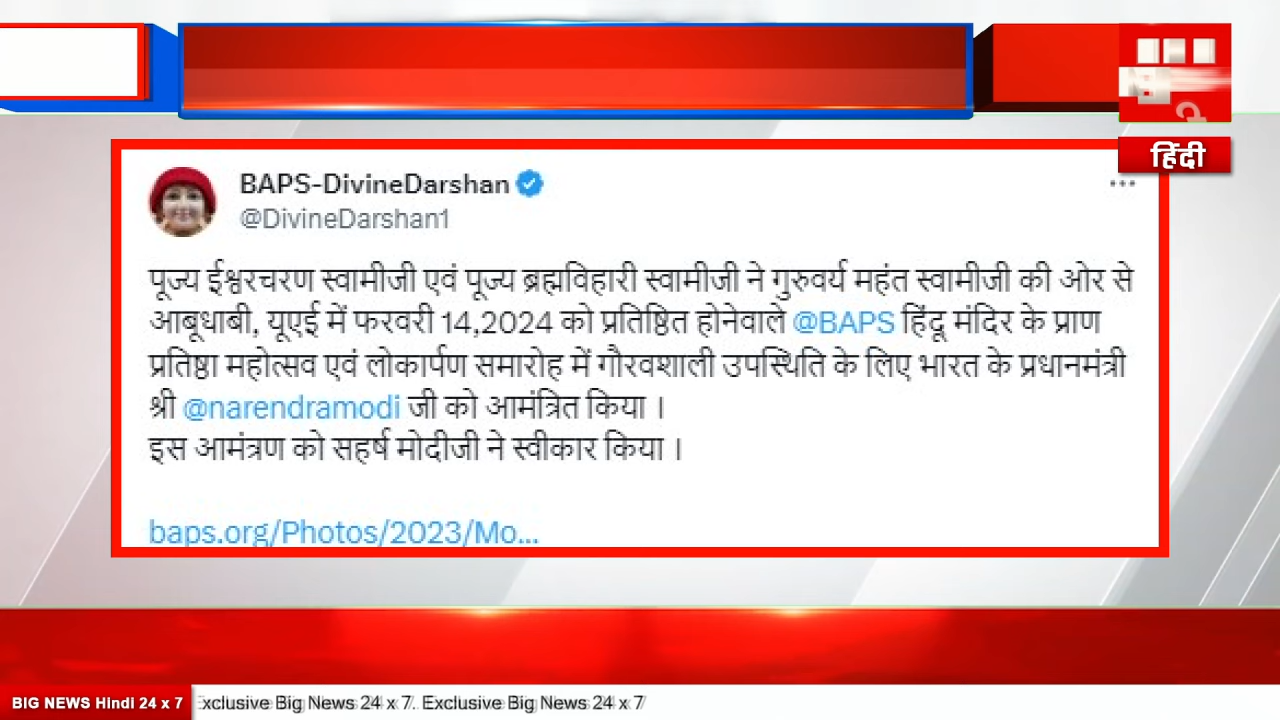 हिंदी
BAPS-DivineDarshan
@DivineDarshan1
पूज्य ईश्वरचरण स्वामीजी एवं पूज्य ब्रह्मविहारी स्वामीजी ने गुरुवर्य महंत स्वामीजी की ओर से
आबूधाबी, यूएई में फरवरी 14,2024 को प्रतिष्ठित होनेवाले @BAPS हिंदू मंदिर के प्राण
प्रतिष्ठा महोत्सव एवं लोकार्पण समारोह में गौरवशाली उपस्थिति के लिए भारत के प्रधानमंत्री
श्री @narendramodi जी को आमंत्रित किया ।
इस आमंत्रण को सहर्ष मोदीजी ने स्वीकार किया ।
baps.org/Photos/2023/Mo...
BIG NEWS Hindi 24 x 7 Exclusive Big News 24 x 7. Exclusive Big News 24 x 7